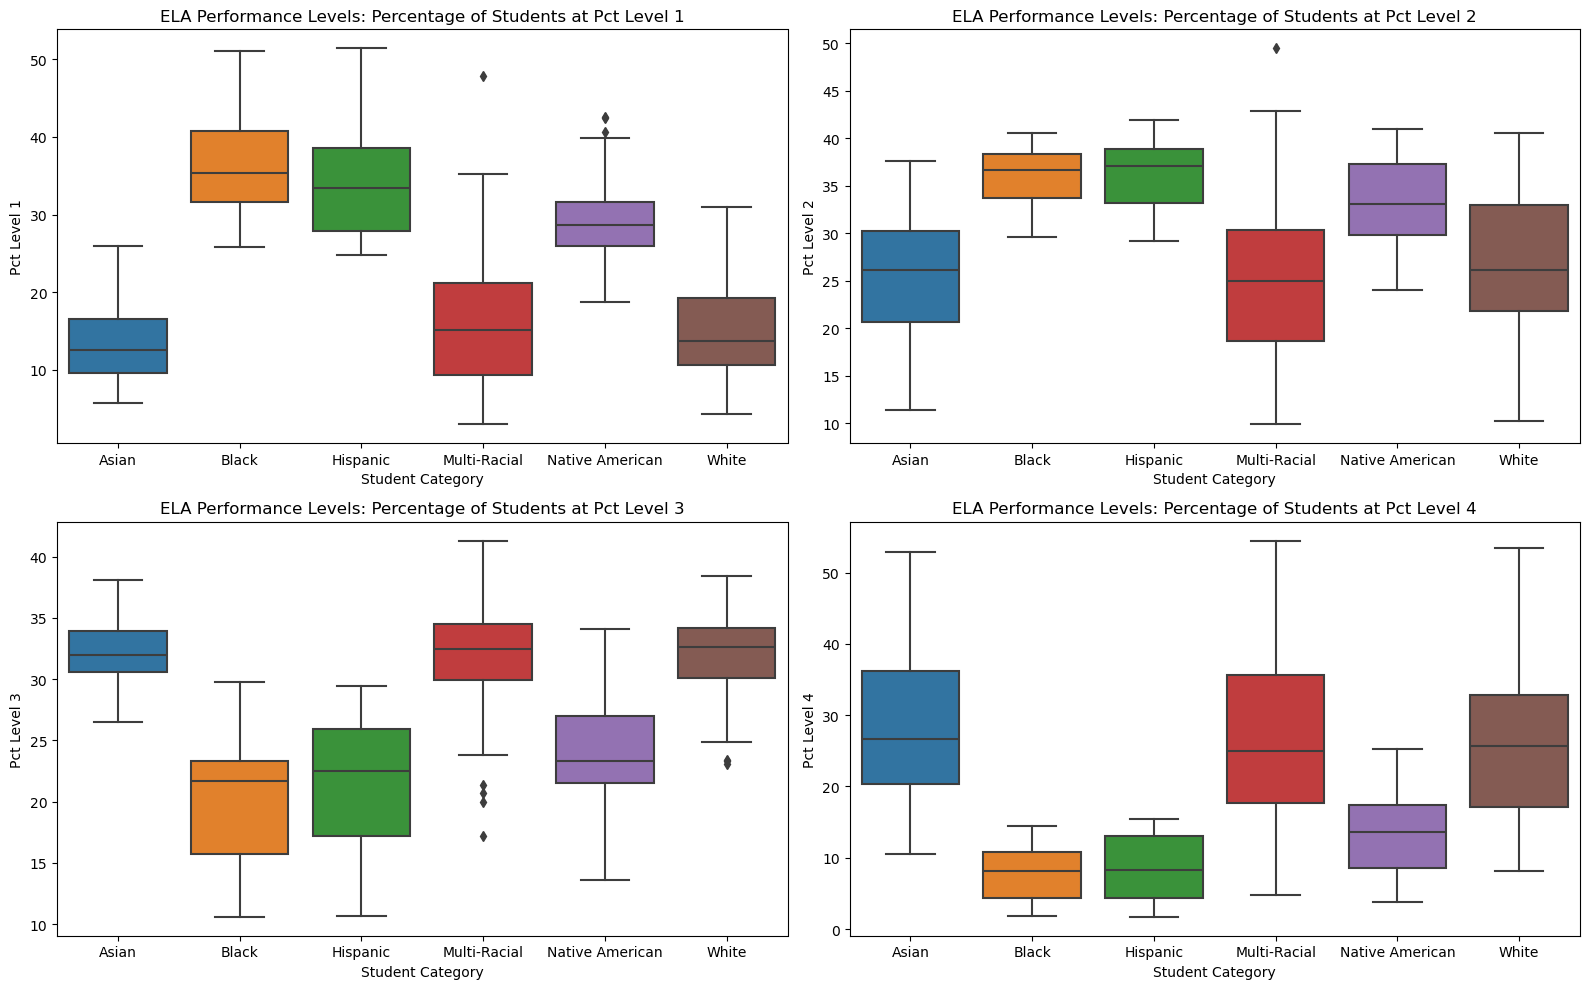 ELA Performance Levels: Percentage of Students at Pct Level 1
Pct Level 1
50
40
30
20
10
Asian Black Hispanic Multi-Racial Native American White
Student Category
ELA Performance Levels: Percentage of Students at Pct Level 2
Pct Level 2
50
45
40
35
30
25
20
15
10
Asian Black Hispanic Multi-Racial Native American White
Student Category
ELA Performance Levels: Percentage of Students at Pct Level 3
Pct Level 3
40
35
30
25
20
15
10
Asian Black Hispanic Multi-Racial Native American White
Student Category
ELA Performance Levels: Percentage of Students at Pct Level 4
Pct Level 4
50
40
30
20
10
0
Asian Black Hispanic Multi-Racial Native American White
Student Category